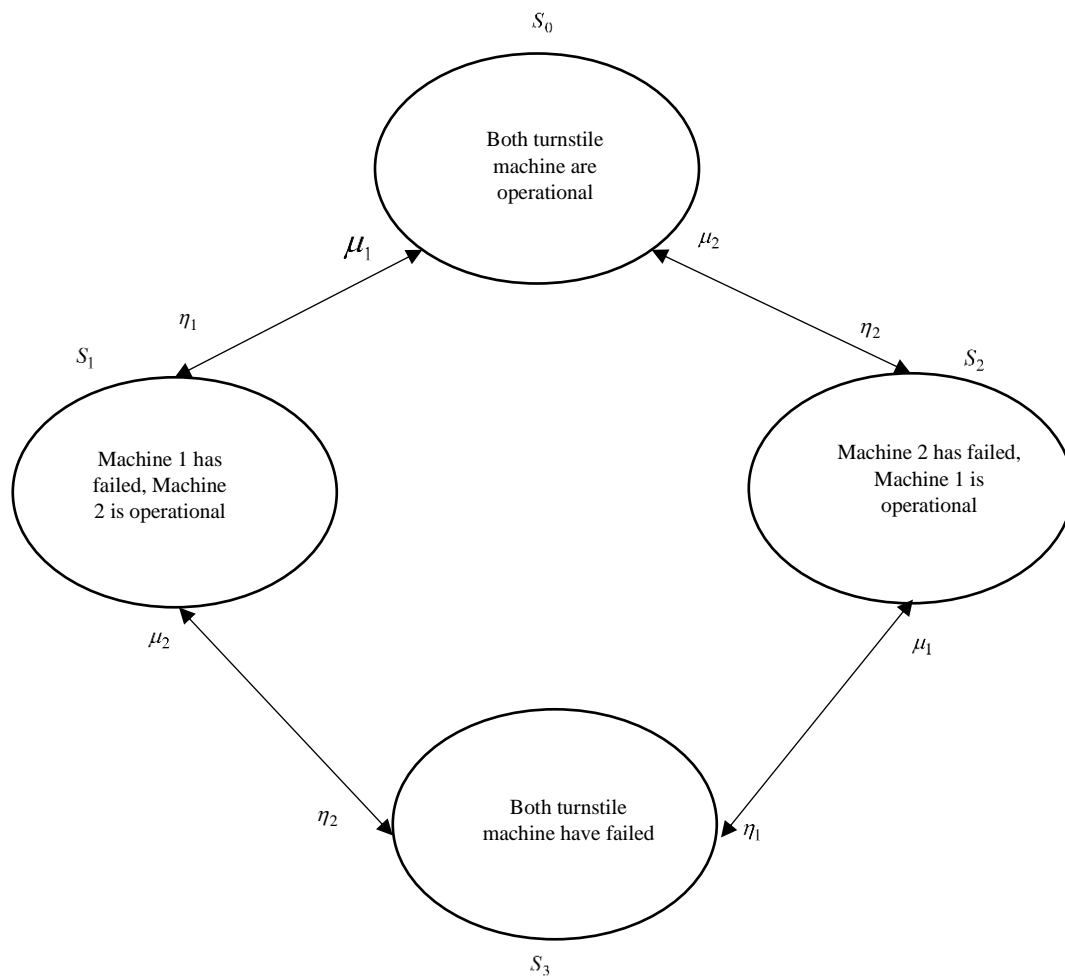 S₀
Both turnstile
machine are
operational
μ₁
μ₂
η₁
η₂
S₁
S₂
Machine 1 has
failed, Machine
2 is operational
Machine 2 has failed,
Machine 1 is
operational
μ₂
μ₁
Both turnstile
machine have failed
η₂
η₁
S₃